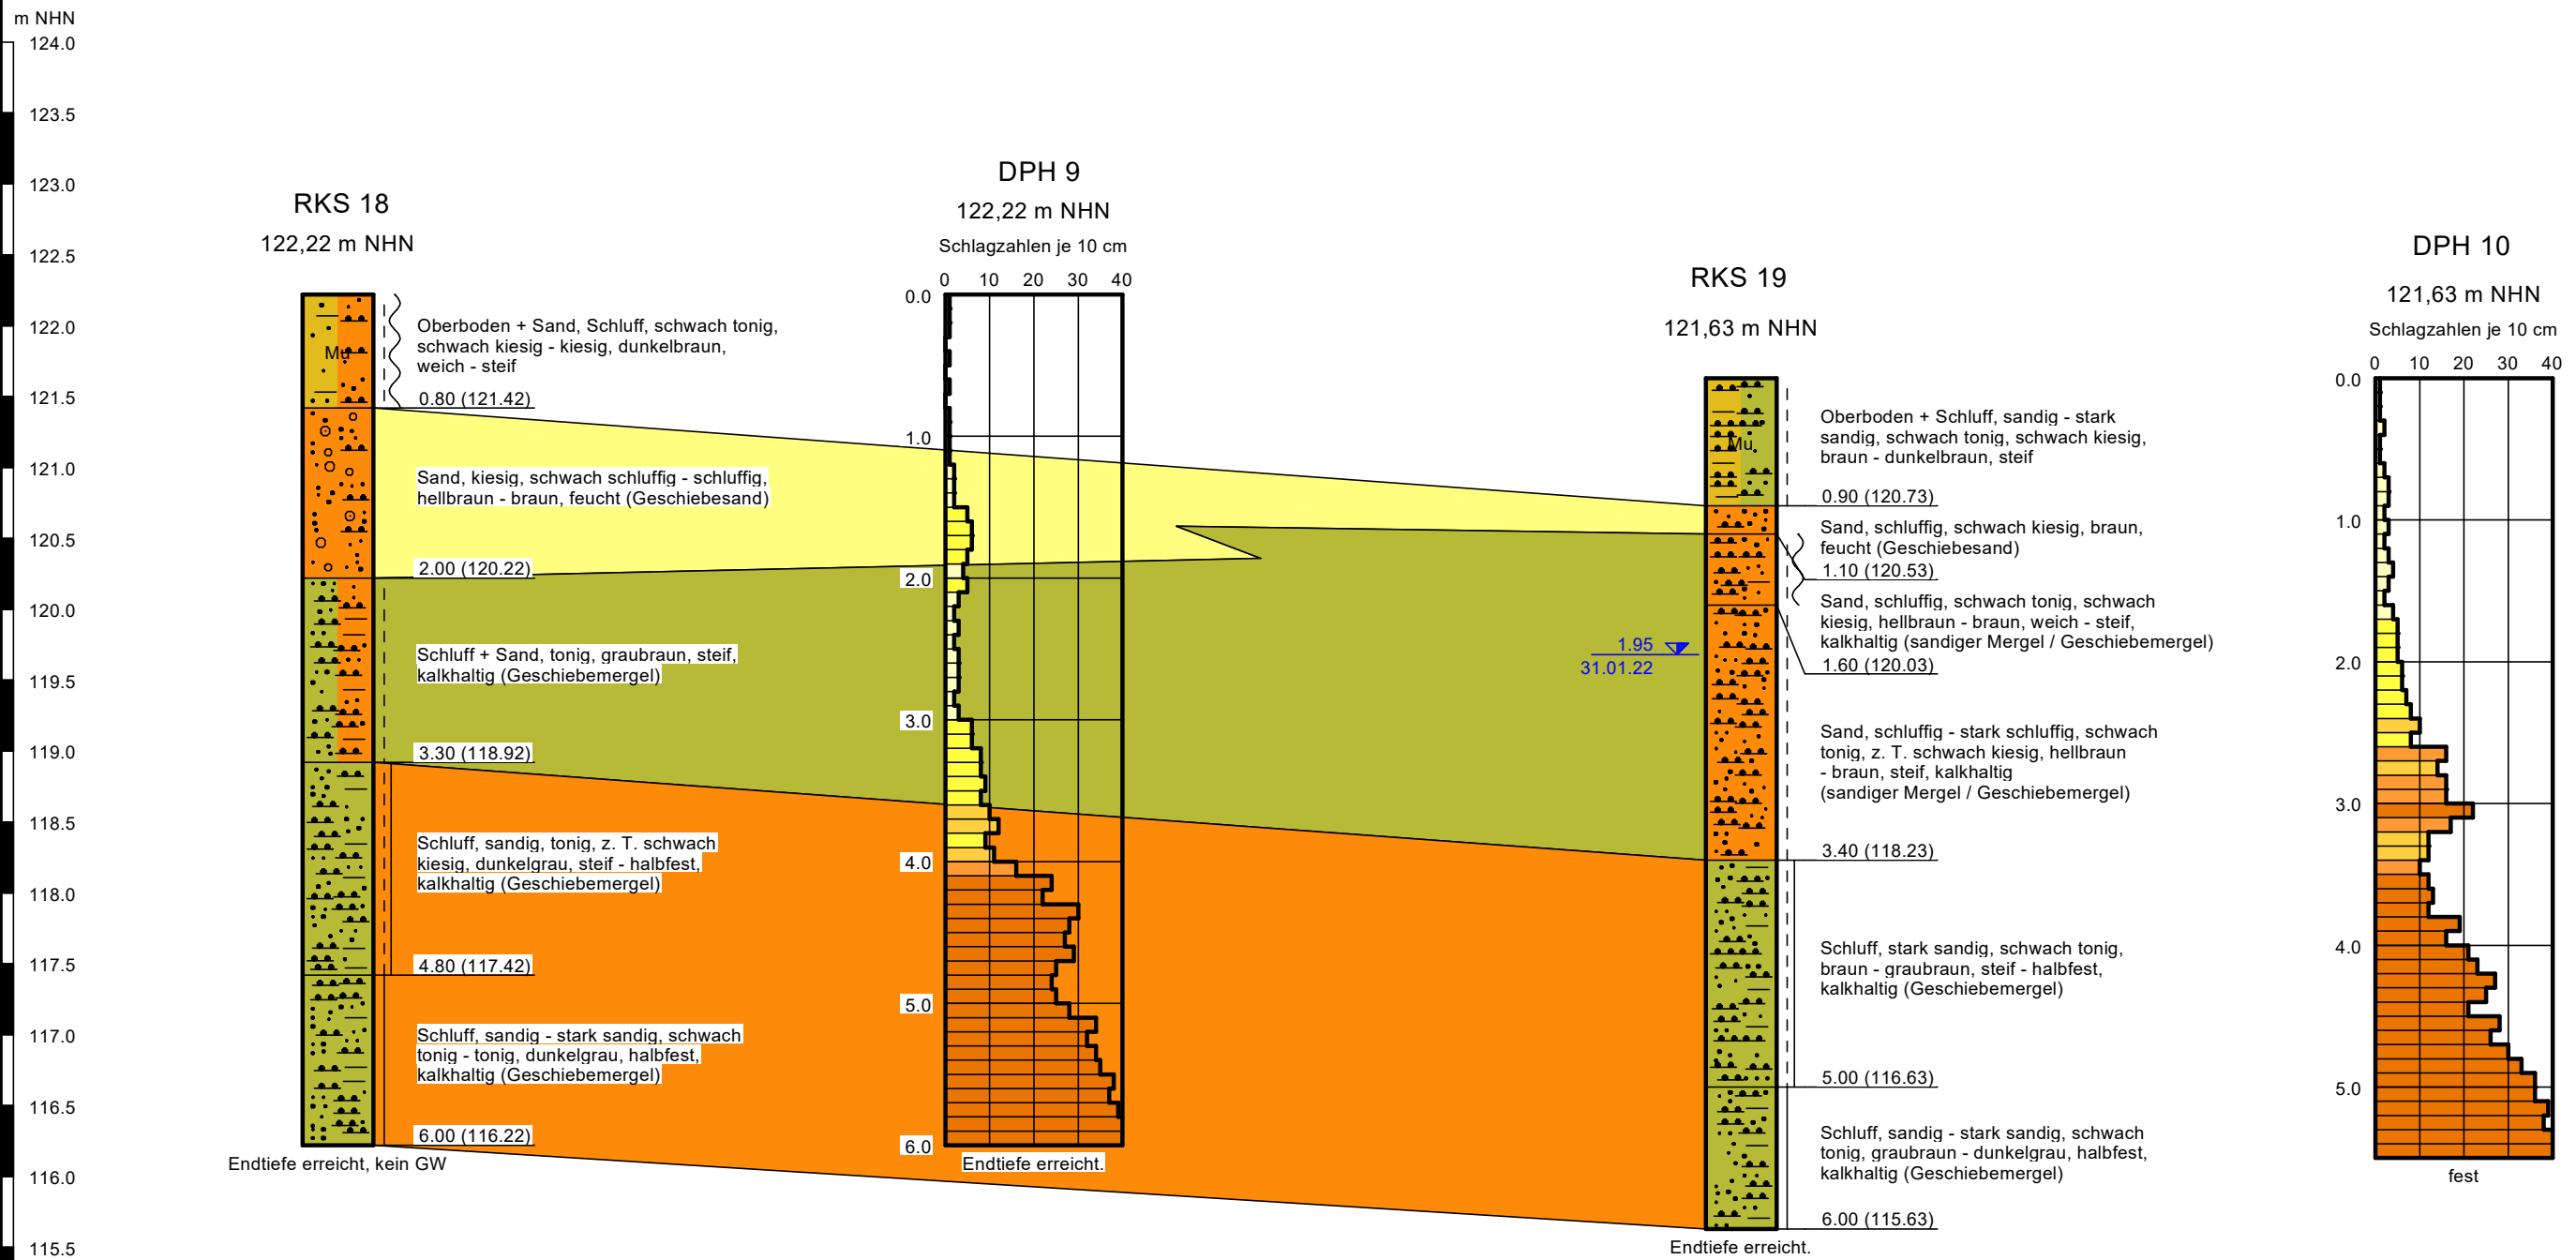 m NHN
124.0
123.5
123.0
122.5
122.0
121.5
121.0
120.5
120.0
119.5
119.0
118.5
118.0
117.5
117.0
116.5
116.0
115.5
RKS 18
122,22 m NHN
Mu
Oberboden + Sand, Schluff, schwach tonig,
schwach kiesig - kiesig, dunkelbraun,
weich - steif
0.80 (121.42)
Sand, kiesig, schwach schluffig - schluffig,
hellbraun - braun, feucht (Geschiebesand)
2.00 (120.22)
Schluff + Sand, tonig, graubraun, steif,
kalkhaltig (Geschiebemergel)
3.30 (118.92)
Schluff, sandig, tonig, z. T. schwach
kiesig, dunkelgrau, steif - halbfest,
kalkhaltig (Geschiebemergel)
4.80 (117.42)
Schluff, sandig - stark sandig, schwach
tonig - tonig, dunkelgrau, halbfest,
kalkhaltig (Geschiebemergel)
6.00 (116.22)
Endtiefe erreicht, kein GW
DPH 9
122,22 m NHN
Schlagzahlen je 10 cm
0 10 20 30 40
0.0
1.0
2.0
3.0
4.0
5.0
6.0
Endtiefe erreicht.
RKS 19
121,63 m NHN
Mu
Oberboden + Schluff, sandig - stark
sandig, schwach tonig, schwach kiesig,
braun - dunkelbraun, steif
0.90 (120.73)
Sand, schluffig, schwach kiesig, braun,
feucht (Geschiebesand)
1.10 (120.53)
Sand, schluffig, schwach tonig, schwach
kiesig, hellbraun - braun, weich - steif,
kalkhaltig (sandiger Mergel / Geschiebemergel)
1.60 (120.03)
1.95
31.01.22
Sand, schluffig - stark schluffig, schwach
tonig, z. T. schwach kiesig, hellbraun
- braun, steif, kalkhaltig
(sandiger Mergel / Geschiebemergel)
3.40 (118.23)
Schluff, stark sandig, schwach tonig,
braun - graubraun, steif - halbfest,
kalkhaltig (Geschiebemergel)
5.00 (116.63)
Schluff, sandig - stark sandig, schwach
tonig, graubraun - dunkelgrau, halbfest,
kalkhaltig (Geschiebemergel)
6.00 (115.63)
Endtiefe erreicht.
DPH 10
121,63 m NHN
Schlagzahlen je 10 cm
0 10 20 30 40
0.0
1.0
2.0
3.0
4.0
5.0
fest